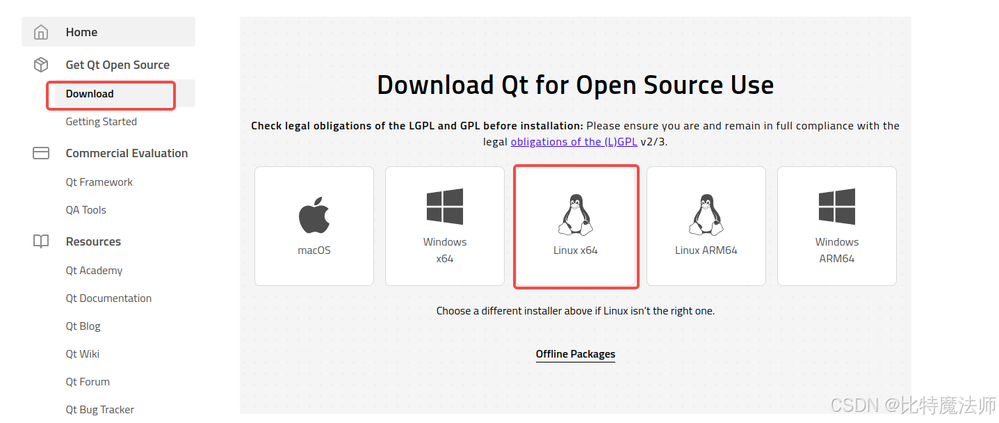 Home
Get Qt Open Source
Download
Getting Started
Commercial Evaluation
Qt Framework
QA Tools
Resources
Qt Academy
Qt Documentation
Qt Blog
Qt Wiki
Qt Forum
Qt Bug Tracker
Download Qt for Open Source Use
Check legal obligations of the LGPL and GPL before installation: Please ensure you are and remain in full compliance with the
legal obligations of the (L)GPL v2/3.
macOS
Windows
x64
Linux x64
Linux ARM64
Windows
ARM64
Choose a different installer above if Linux isn’t the right one.
Offline Packages
CSDN @比特魔法师